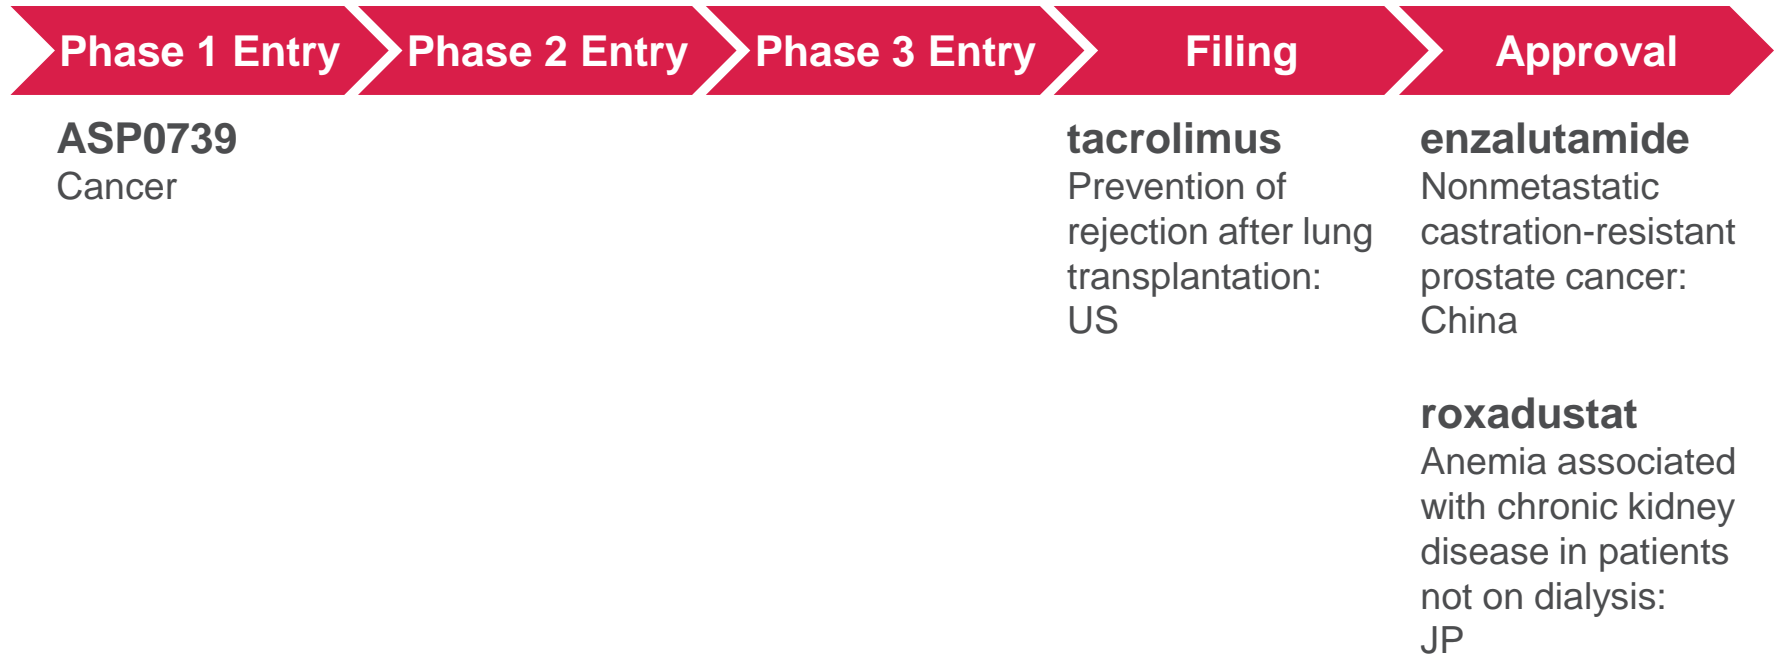 Phase 1 Entry
Phase 2 Entry
Phase 3 Entry
Filing
Approval
ASP0739
Cancer
tacrolimus
Prevention of
rejection after lung
transplantation:
US
enzalutamide
Nonmetastatic
castration-resistant
prostate cancer:
China
roxadustat
Anemia associated
with chronic kidney
disease in patients
not on dialysis:
JP